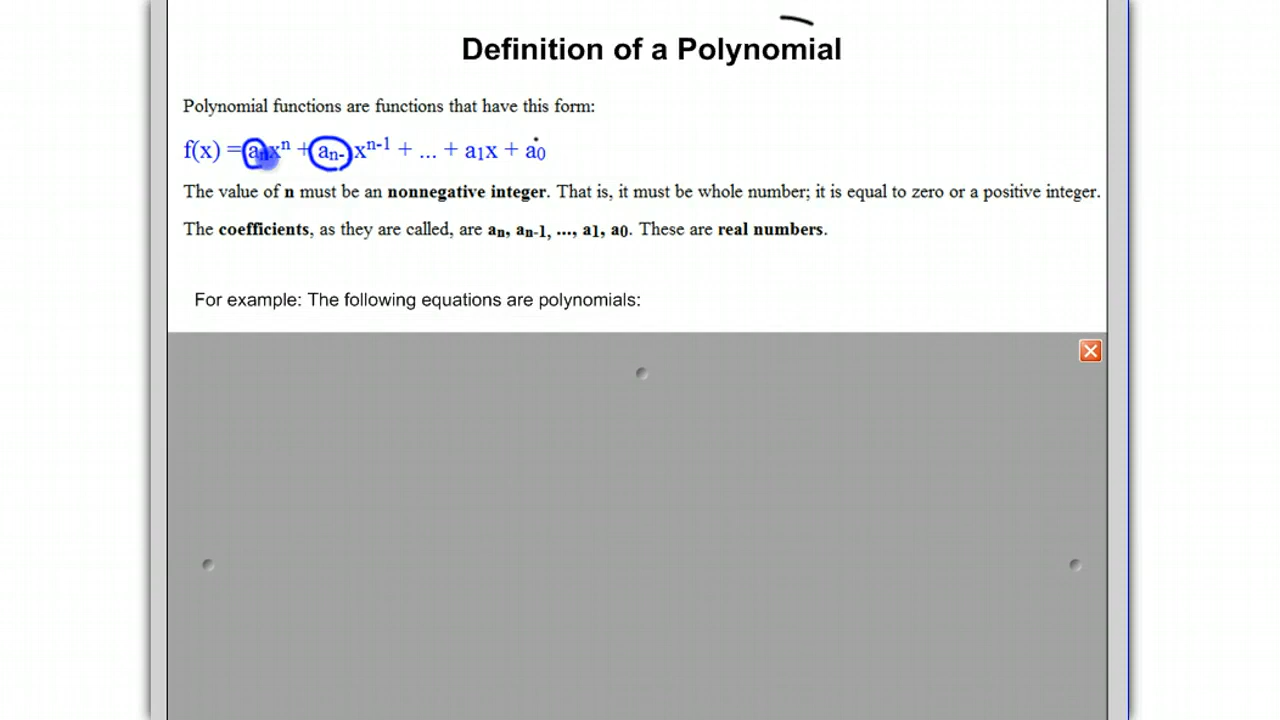 Definition of a Polynomial
Polynomial functions are functions that have this form:
f(x) = aₙxⁿ + aₙ₋₁xⁿ⁻¹ + ... + a₁x + a₀
The value of n must be an nonnegative integer. That is, it must be whole number; it is equal to zero or a positive integer.
The coefficients, as they are called, are aₙ, aₙ₋₁, ..., a₁, a₀. These are real numbers.
For example: The following equations are polynomials: